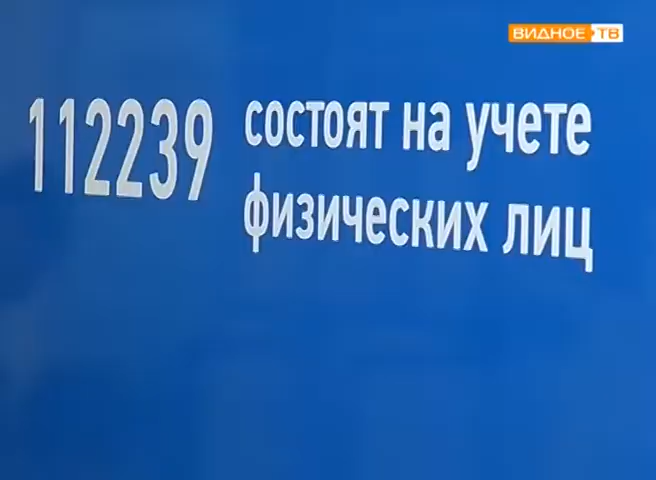 ВИДНОЕ ТВ
112239 состоят на учете
физических лиц